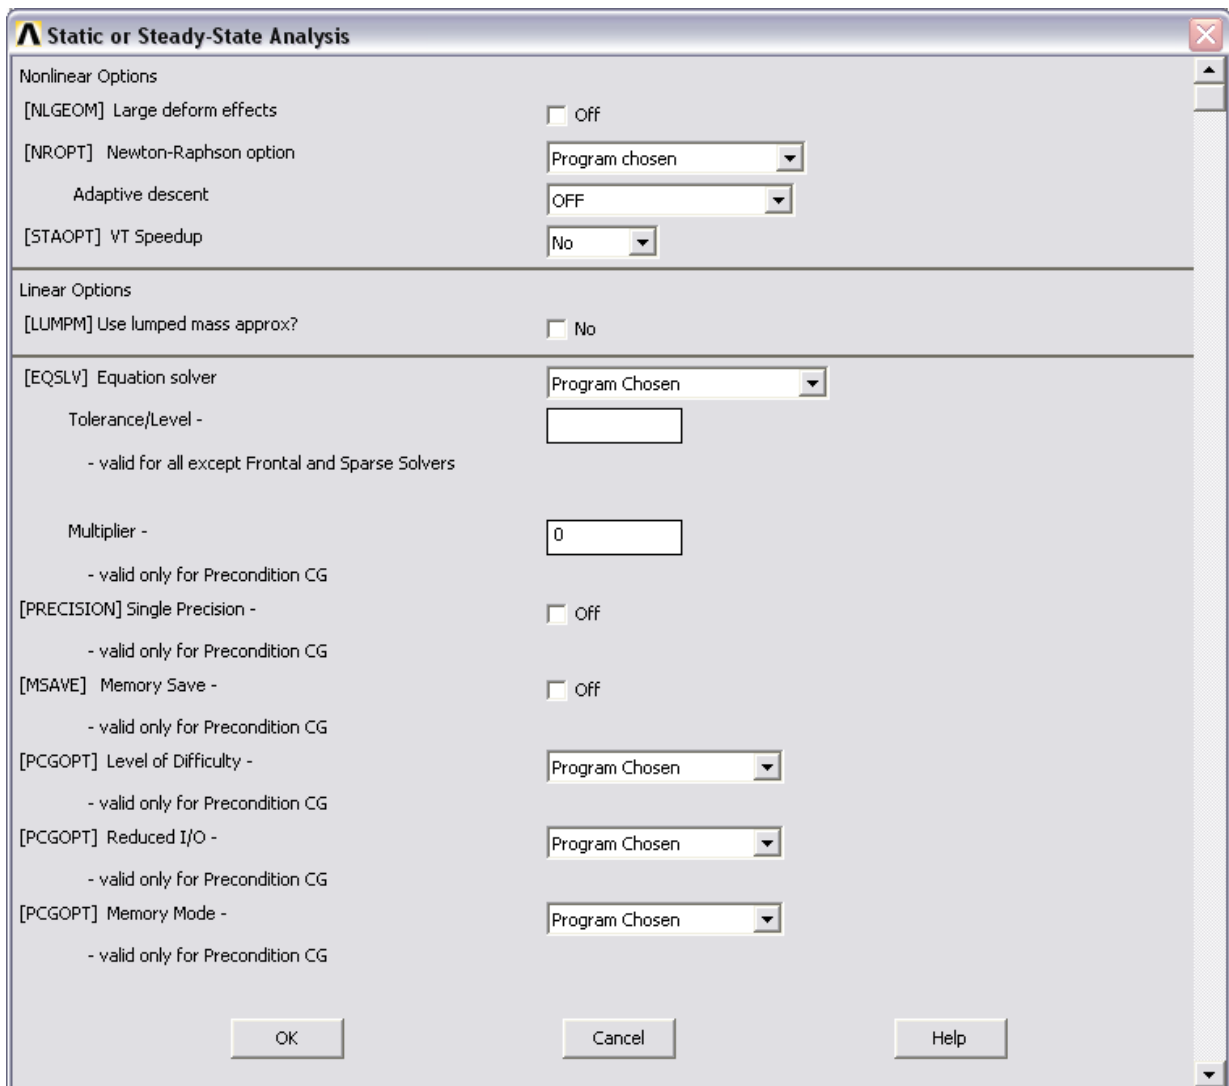 Static or Steady-State Analysis
Nonlinear Options
[NLGEOM] Large deform effects Off
[NROPT] Newton-Raphson option Program chosen
Adaptive descent OFF
[STAOPT] VT Speedup No
Linear Options
[LUMPM] Use lumped mass approx? No
[EQSLV] Equation solver Program Chosen
Tolerance/Level -
- valid for all except Frontal and Sparse Solvers
Multiplier - 0
- valid only for Precondition CG
[PRECISION] Single Precision - Off
- valid only for Precondition CG
[MSAVE] Memory Save - Off
- valid only for Precondition CG
[PCGOPT] Level of Difficulty - Program Chosen
- valid only for Precondition CG
[PCGOPT] Reduced I/O - Program Chosen
- valid only for Precondition CG
[PCGOPT] Memory Mode - Program Chosen
- valid only for Precondition CG
OK Cancel Help